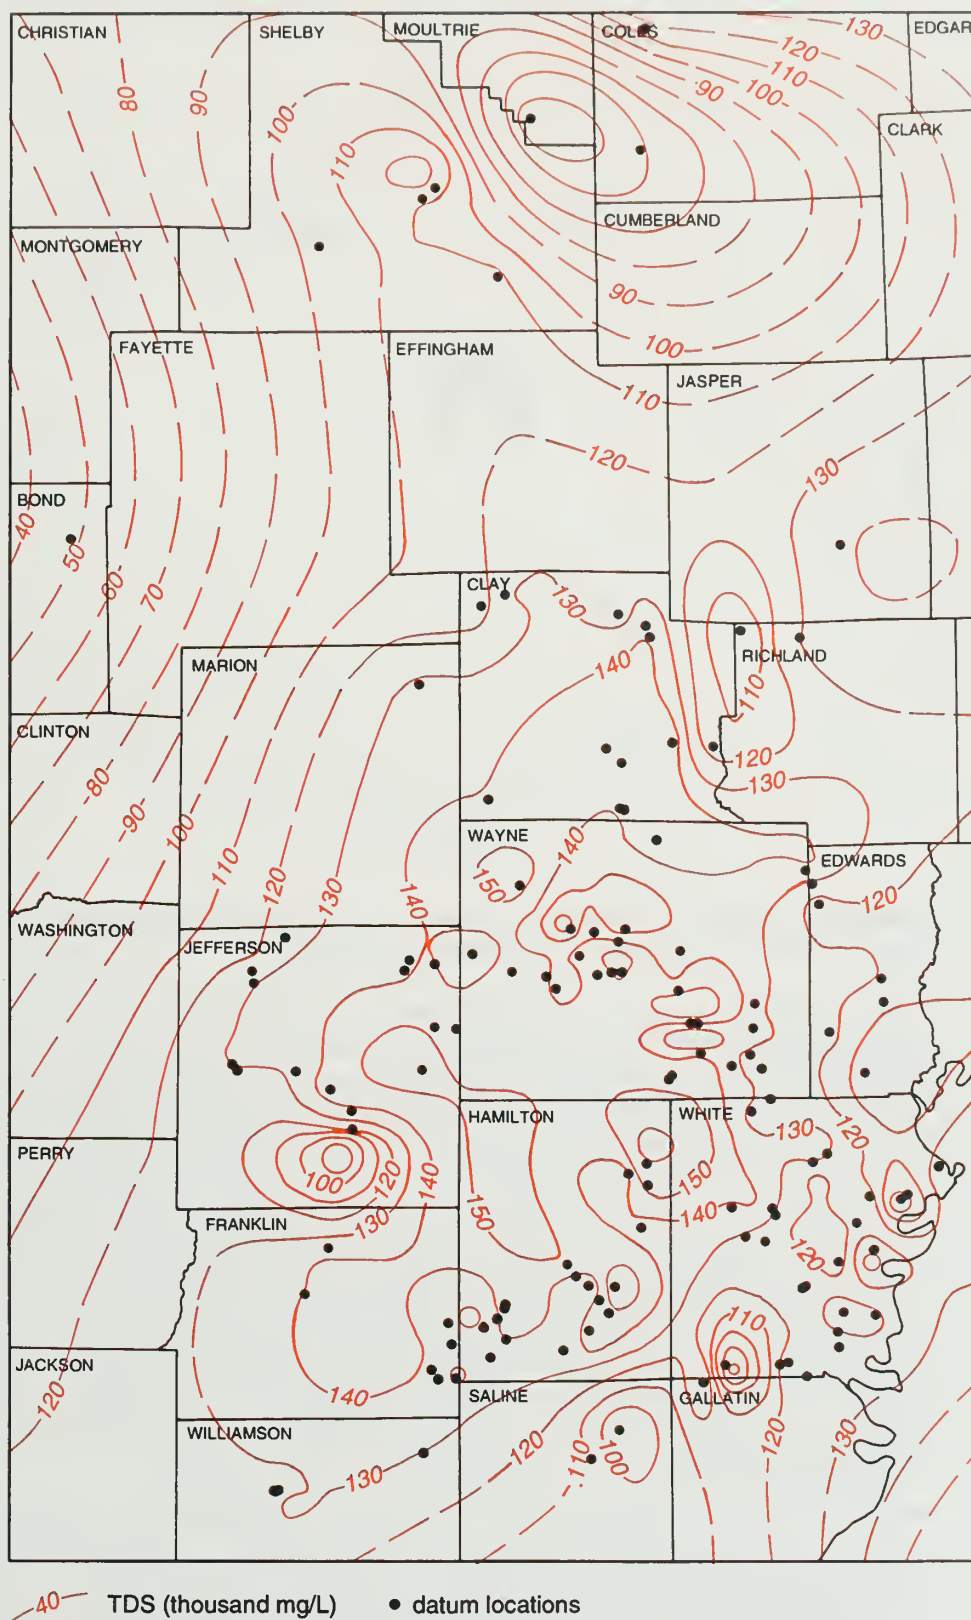 CHRISTIAN
SHELBY
MOULTRIE
COLES
130
EDGAR
120
110
80
90
90
100-
100
CLARK
110
MONTGOMERY
CUMBERLAND
90
100
FAYETTE
EFFINGHAM
JASPER
110
120
130
BOND
40
50
60
70
CLAY
130
140
MARION
RICHLAND
110
CLINTON
80
90
100
110
120
130
120
130
WAYNE
140
150
140
EDWARDS
120
WASHINGTON
JEFFERSON
HAMILTON
WHITE
130
120
PERRY
100
120
140
150
150
140
FRANKLIN
130
120
110
JACKSON
120
140
SALINE
GALLATIN
WILLIAMSON
130
120
110
100
120
130
40 TDS (thousand mg/L) ● datum locations